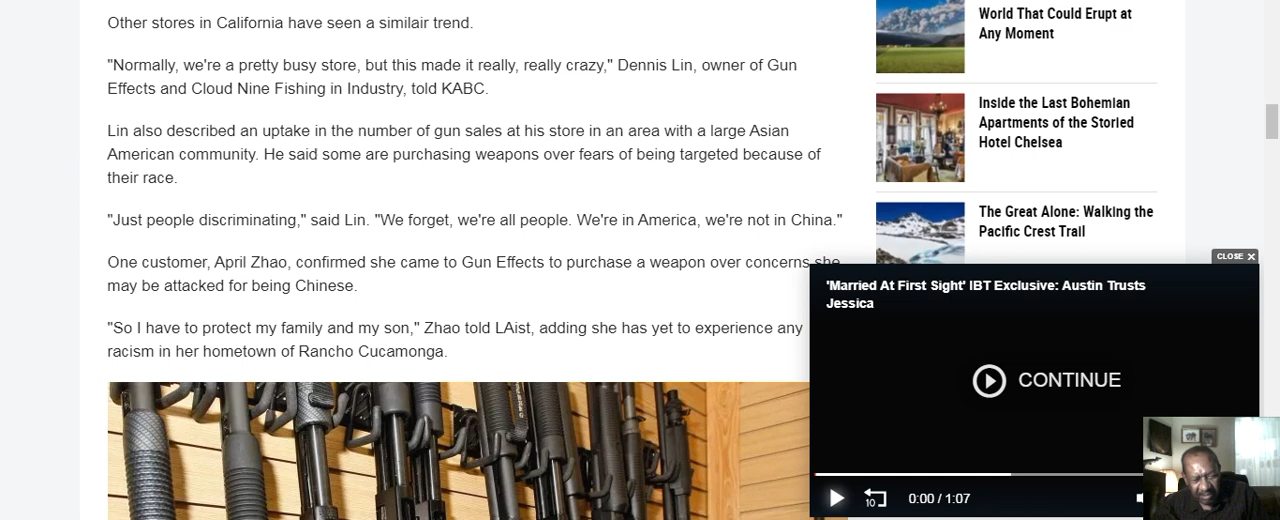 Other stores in California have seen a similair trend.
"Normally, we're a pretty busy store, but this made it really, really crazy," Dennis Lin, owner of Gun
Effects and Cloud Nine Fishing in Industry, told KABC.
Lin also described an uptake in the number of gun sales at his store in an area with a large Asian
American community. He said some are purchasing weapons over fears of being targeted because of
their race.
"Just people discriminating," said Lin. "We forget, we're all people. We're in America, we're not in China."
One customer, April Zhao, confirmed she came to Gun Effects to purchase a weapon over concerns she
may be attacked for being Chinese.
"So I have to protect my family and my son," Zhao told LAist, adding she has yet to experience any
racism in her hometown of Rancho Cucamonga.
World That Could Erupt at
Any Moment
Inside the Last Bohemian
Apartments of the Storied
Hotel Chelsea
The Great Alone: Walking the
Pacific Crest Trail
CLOSE X
'Married At First Sight' IBT Exclusive: Austin Trusts
Jessica
CONTINUE
10
0:00 / 1:07